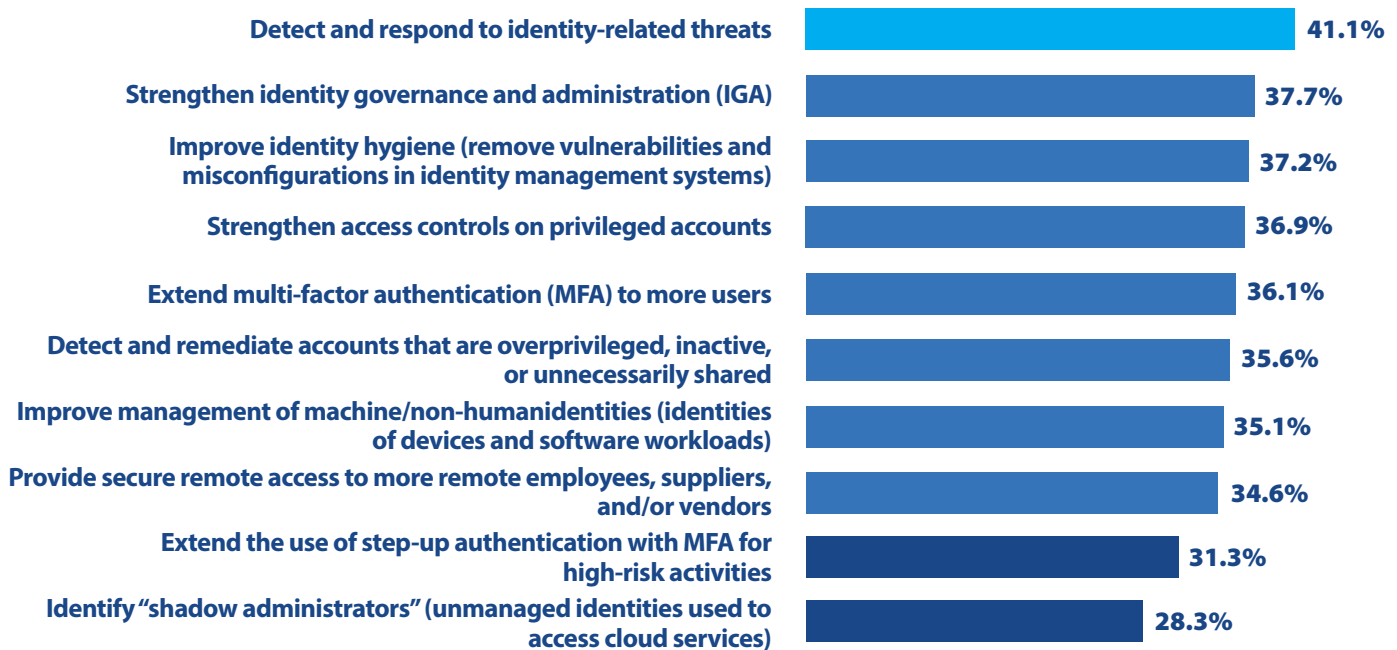 Detect and respond to identity-related threats 41.1%
Strengthen identity governance and administration (IGA) 37.7%
Improve identity hygiene (remove vulnerabilities and
misconfigurations in identity management systems) 37.2%
Strengthen access controls on privileged accounts 36.9%
Extend multi-factor authentication (MFA) to more users 36.1%
Detect and remediate accounts that are overprivileged, inactive,
or unnecessarily shared 35.6%
Improve management of machine/non-humanidentities (identities
of devices and software workloads) 35.1%
Provide secure remote access to more remote employees, suppliers,
and/or vendors 34.6%
Extend the use of step-up authentication with MFA for
high-risk activities 31.3%
Identify “shadow administrators” (unmanaged identities used to
access cloud services) 28.3%